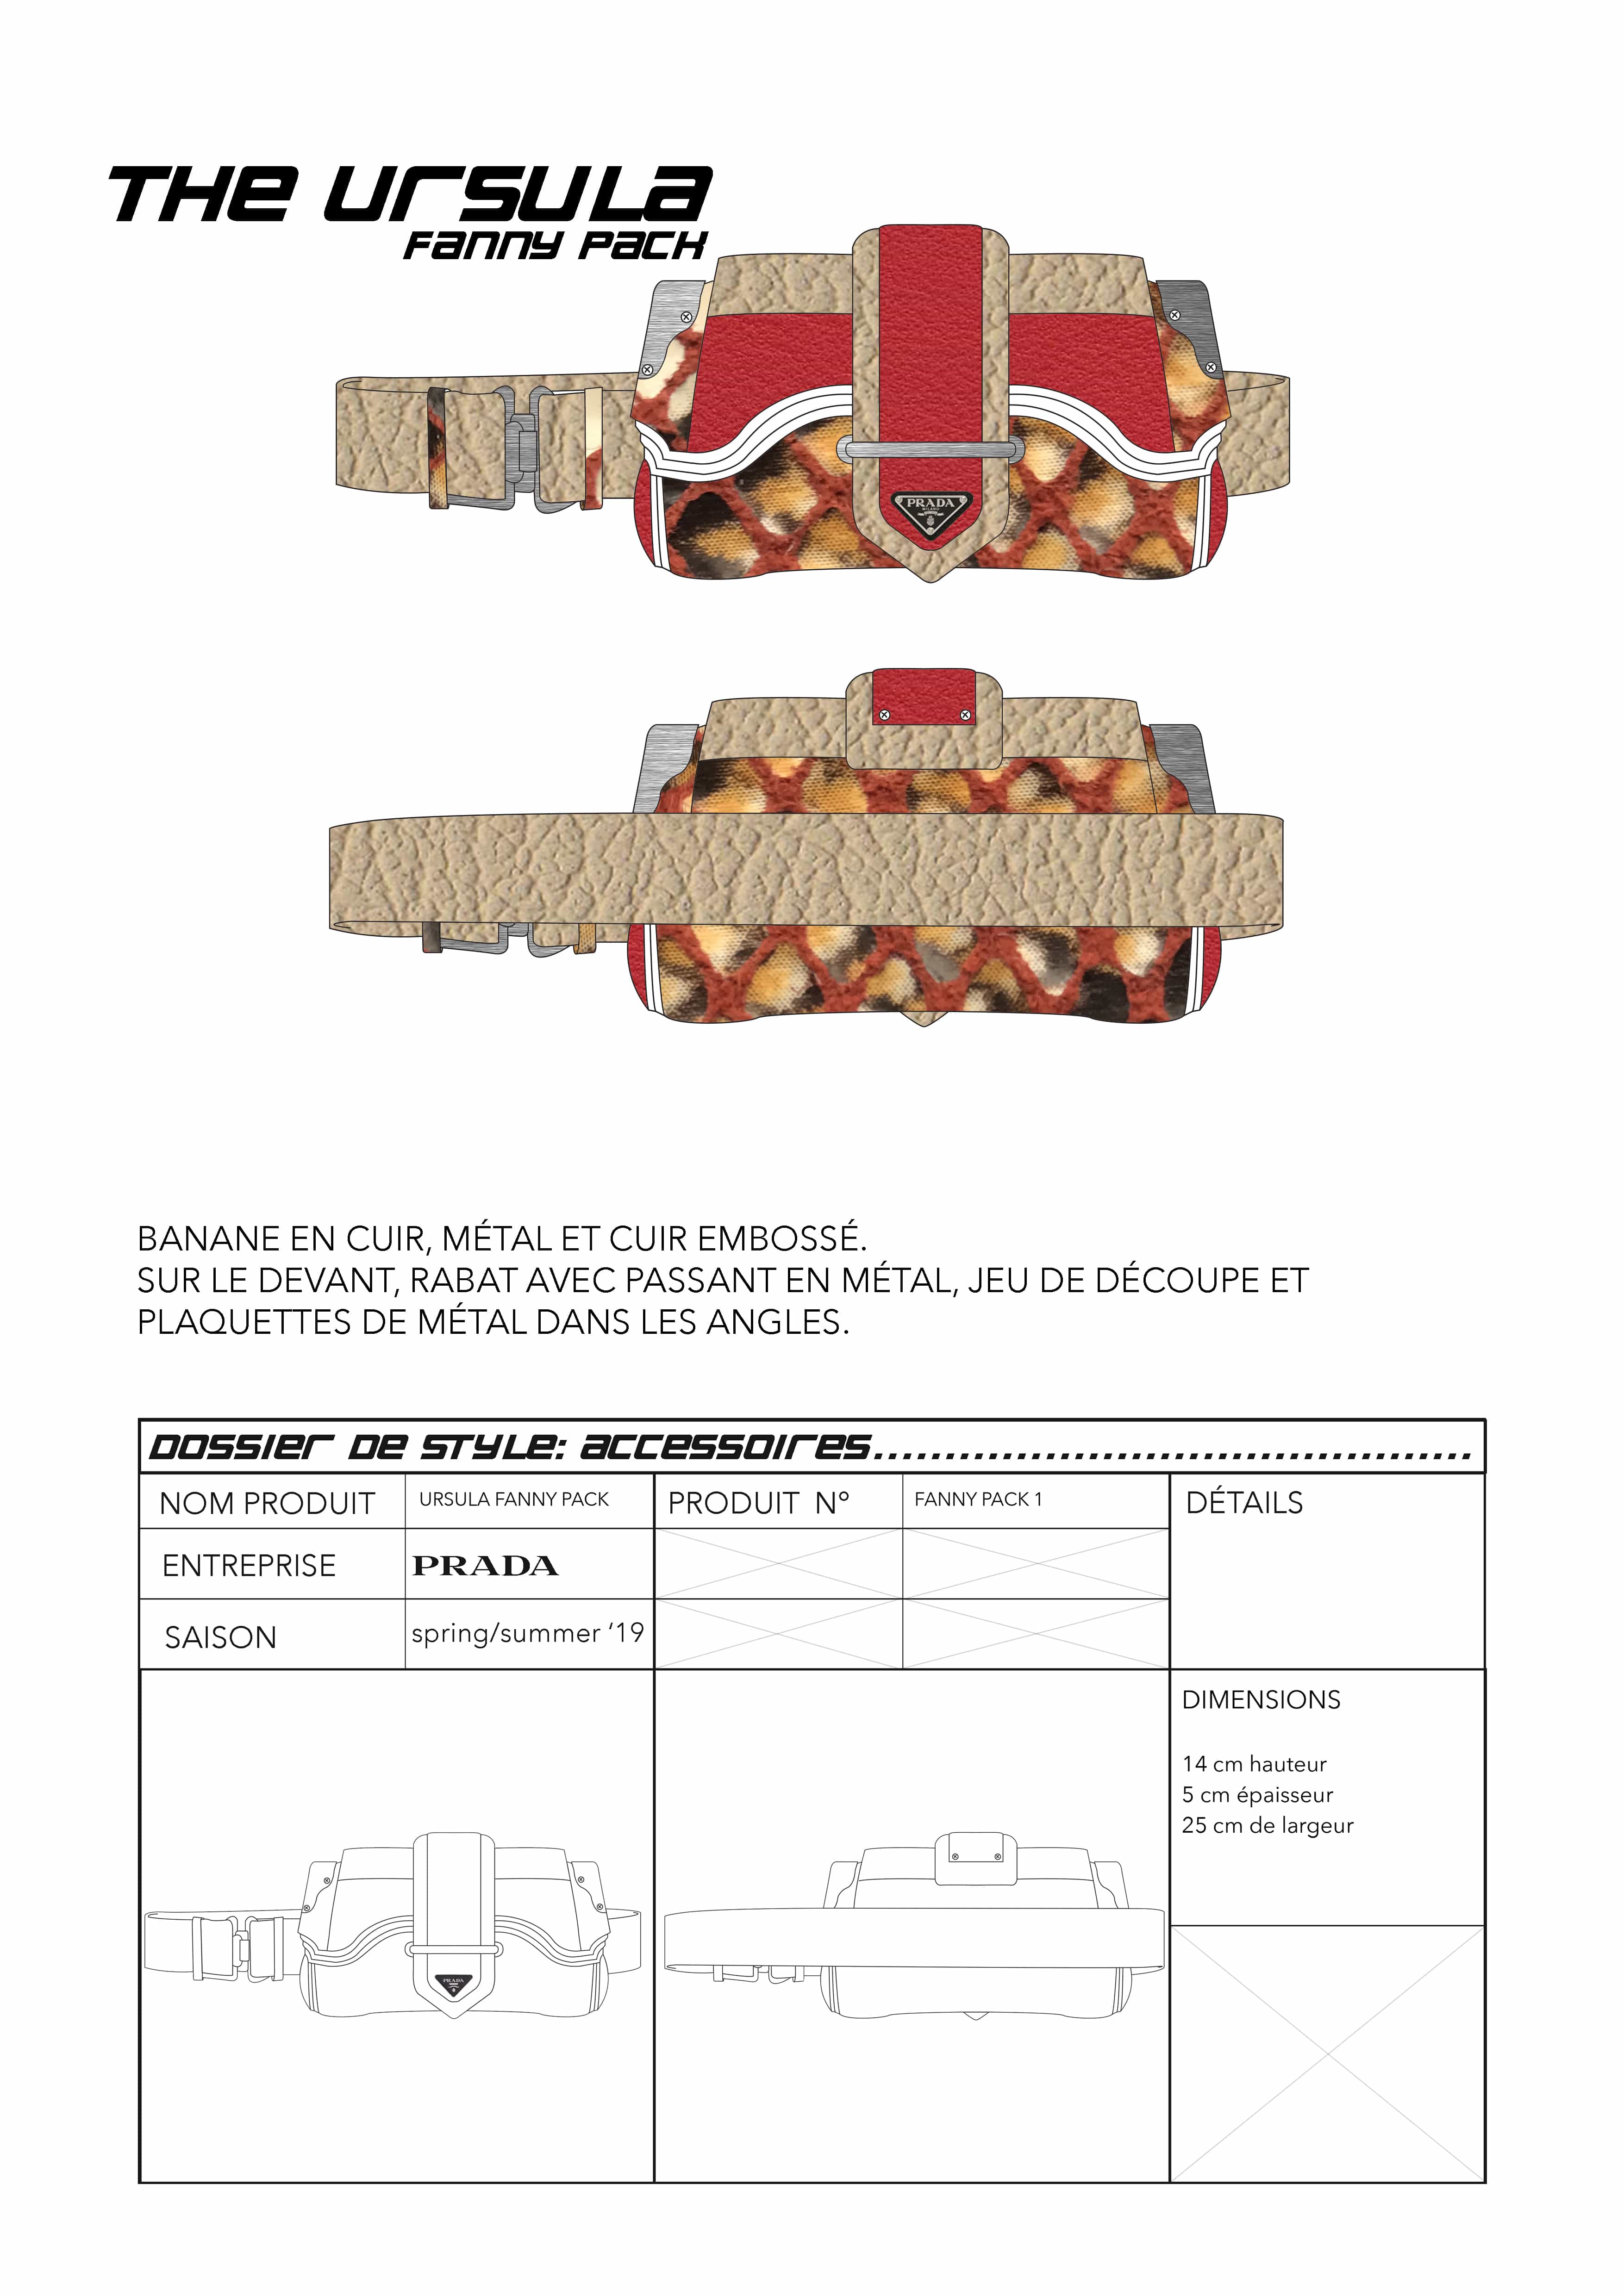 THE URSULA
FANNY PACK
PRADA
MILANO
BANANE EN CUIR, MÉTAL ET CUIR EMBOSSÉ.
SUR LE DEVANT, RABAT AVEC PASSANT EN MÉTAL, JEU DE DÉCOUPE ET
PLAQUETTES DE MÉTAL DANS LES ANGLES.
DOSSIER DE STYLE: ACCESSOIRES..........................................
NOM PRODUIT
URSULA FANNY PACK
PRODUIT N°
FANNY PACK 1
DÉTAILS
ENTREPRISE
PRADA
SAISON
spring/summer ‘19
DIMENSIONS
14 cm hauteur
5 cm épaisseur
25 cm de largeur
PRADA